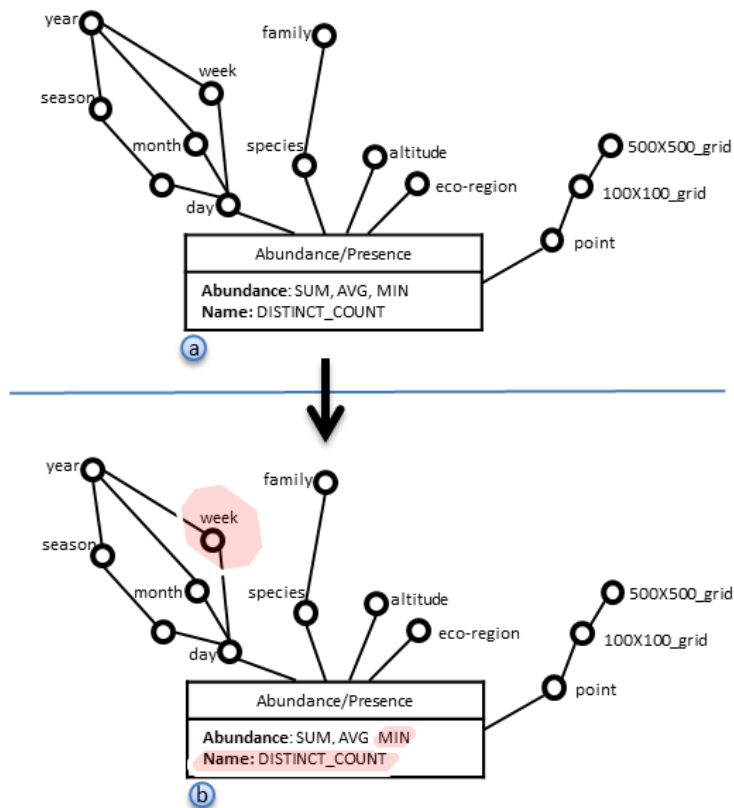 year
family
week
season
month
species
altitude
500X500_grid
eco-region
100X100_grid
day
point
Abundance/Presence
Abundance: SUM, AVG, MIN
Name: DISTINCT_COUNT
a
year
family
week
season
month
species
altitude
500X500_grid
eco-region
100X100_grid
day
point
Abundance/Presence
Abundance: SUM, AVG MIN
Name: DISTINCT_COUNT
b